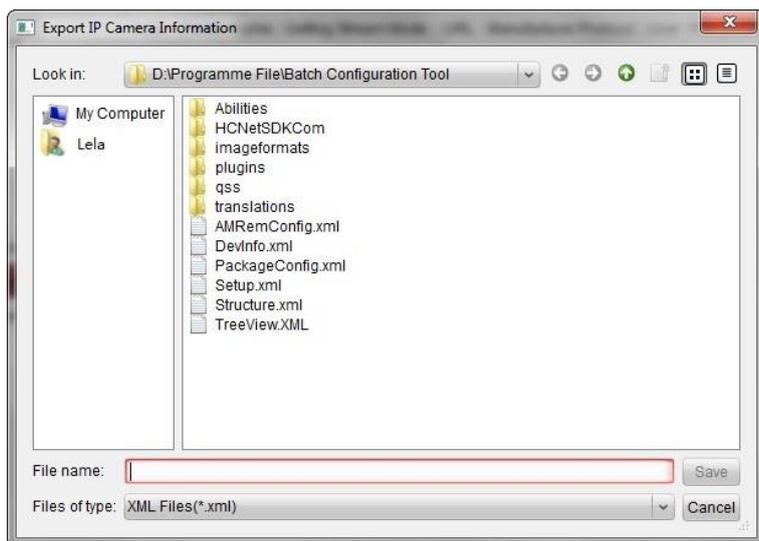 Export IP Camera Information
Look in: D:\Programme File\Batch Configuration Tool
My Computer
Lela
Abilities
HCNetSDKCom
imageformats
plugins
qss
translations
AMRemConfig.xml
DevInfo.xml
PackageConfig.xml
Setup.xml
Structure.xml
TreeView.XML
File name:
Save
Files of type: XML Files(*.xml)
Cancel